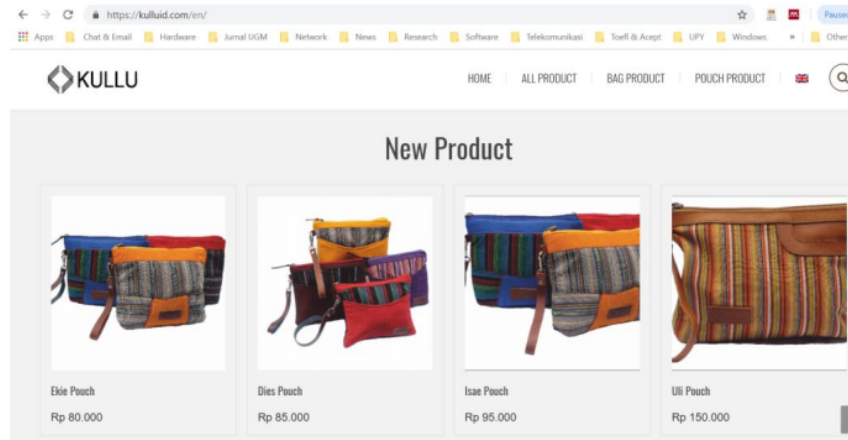 https://kulluid.com/en/
Paused
Apps Chat & Email Hardware Jurnal UGM Network News Research Software Telekomunikasi Toefl & Acept UPY Windows » Other
KULLU
HOME ALL PRODUCT BAG PRODUCT POUCH PRODUCT
New Product
Ekie Pouch Dies Pouch Isae Pouch Uli Pouch
Rp 80.000 Rp 85.000 Rp 95.000 Rp 150.000